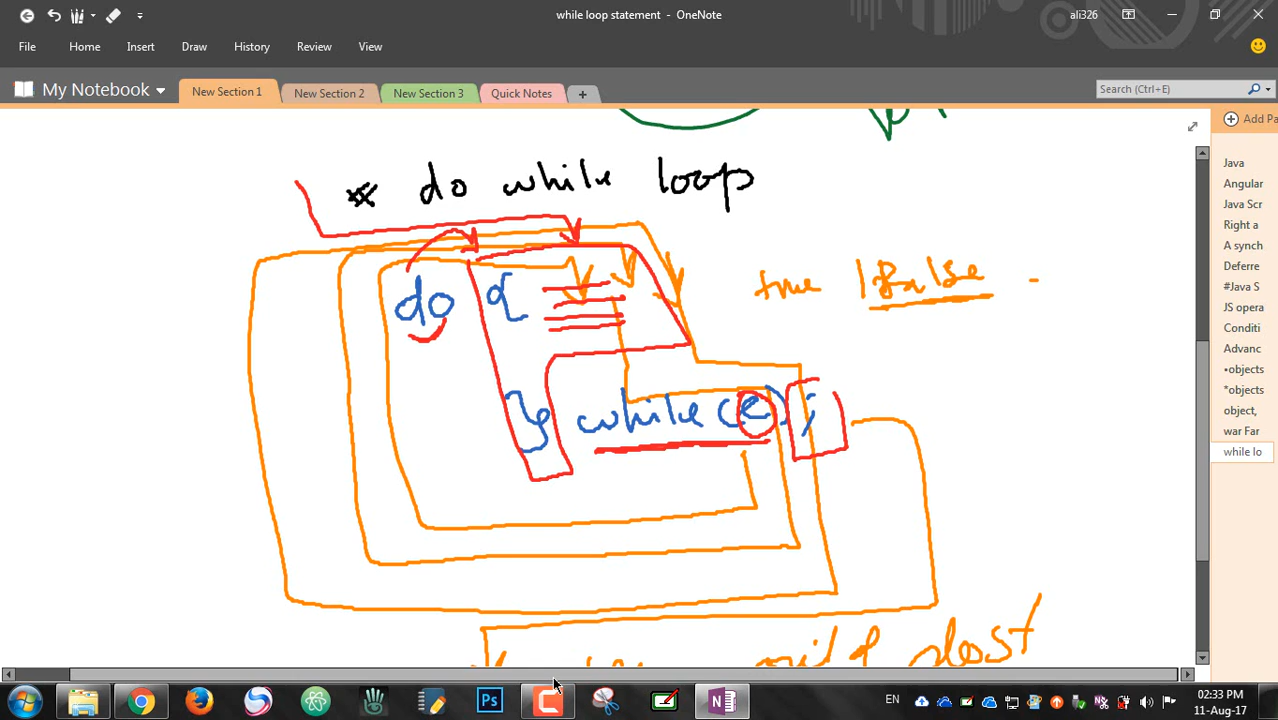 while loop statement - OneNote
ali326
File Home Insert Draw History Review View
My Notebook New Section 1 New Section 2 New Section 3 Quick Notes +
Search (Ctrl+E)
Add Pa
* do while loop
do {
true | False -
} while (e) ;
Java
Angular
Java Scr
Right a
A synch
Deferre
#Java S
JS opera
Conditi
Advanc
•objects
*objects
object,
war Far
while lo
Ps
EN
02:33 PM
11-Aug-17